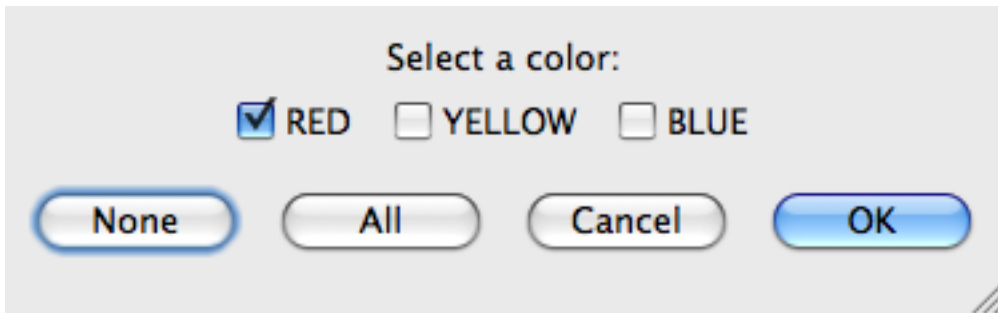 Select a color:
RED YELLOW BLUE
None All Cancel OK